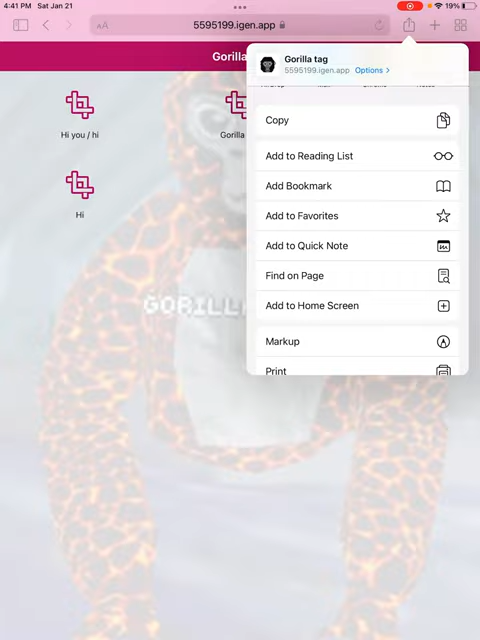 4:41 PM Sat Jan 21
19%
AA
5595199.igen.app
Gorilla
Gorilla tag
5595199.igen.app Options >
Hi you / hi
Gorilla
Hi
GORILL
Copy
Add to Reading List
Add Bookmark
Add to Favorites
Add to Quick Note
Find on Page
Add to Home Screen
Markup
Print